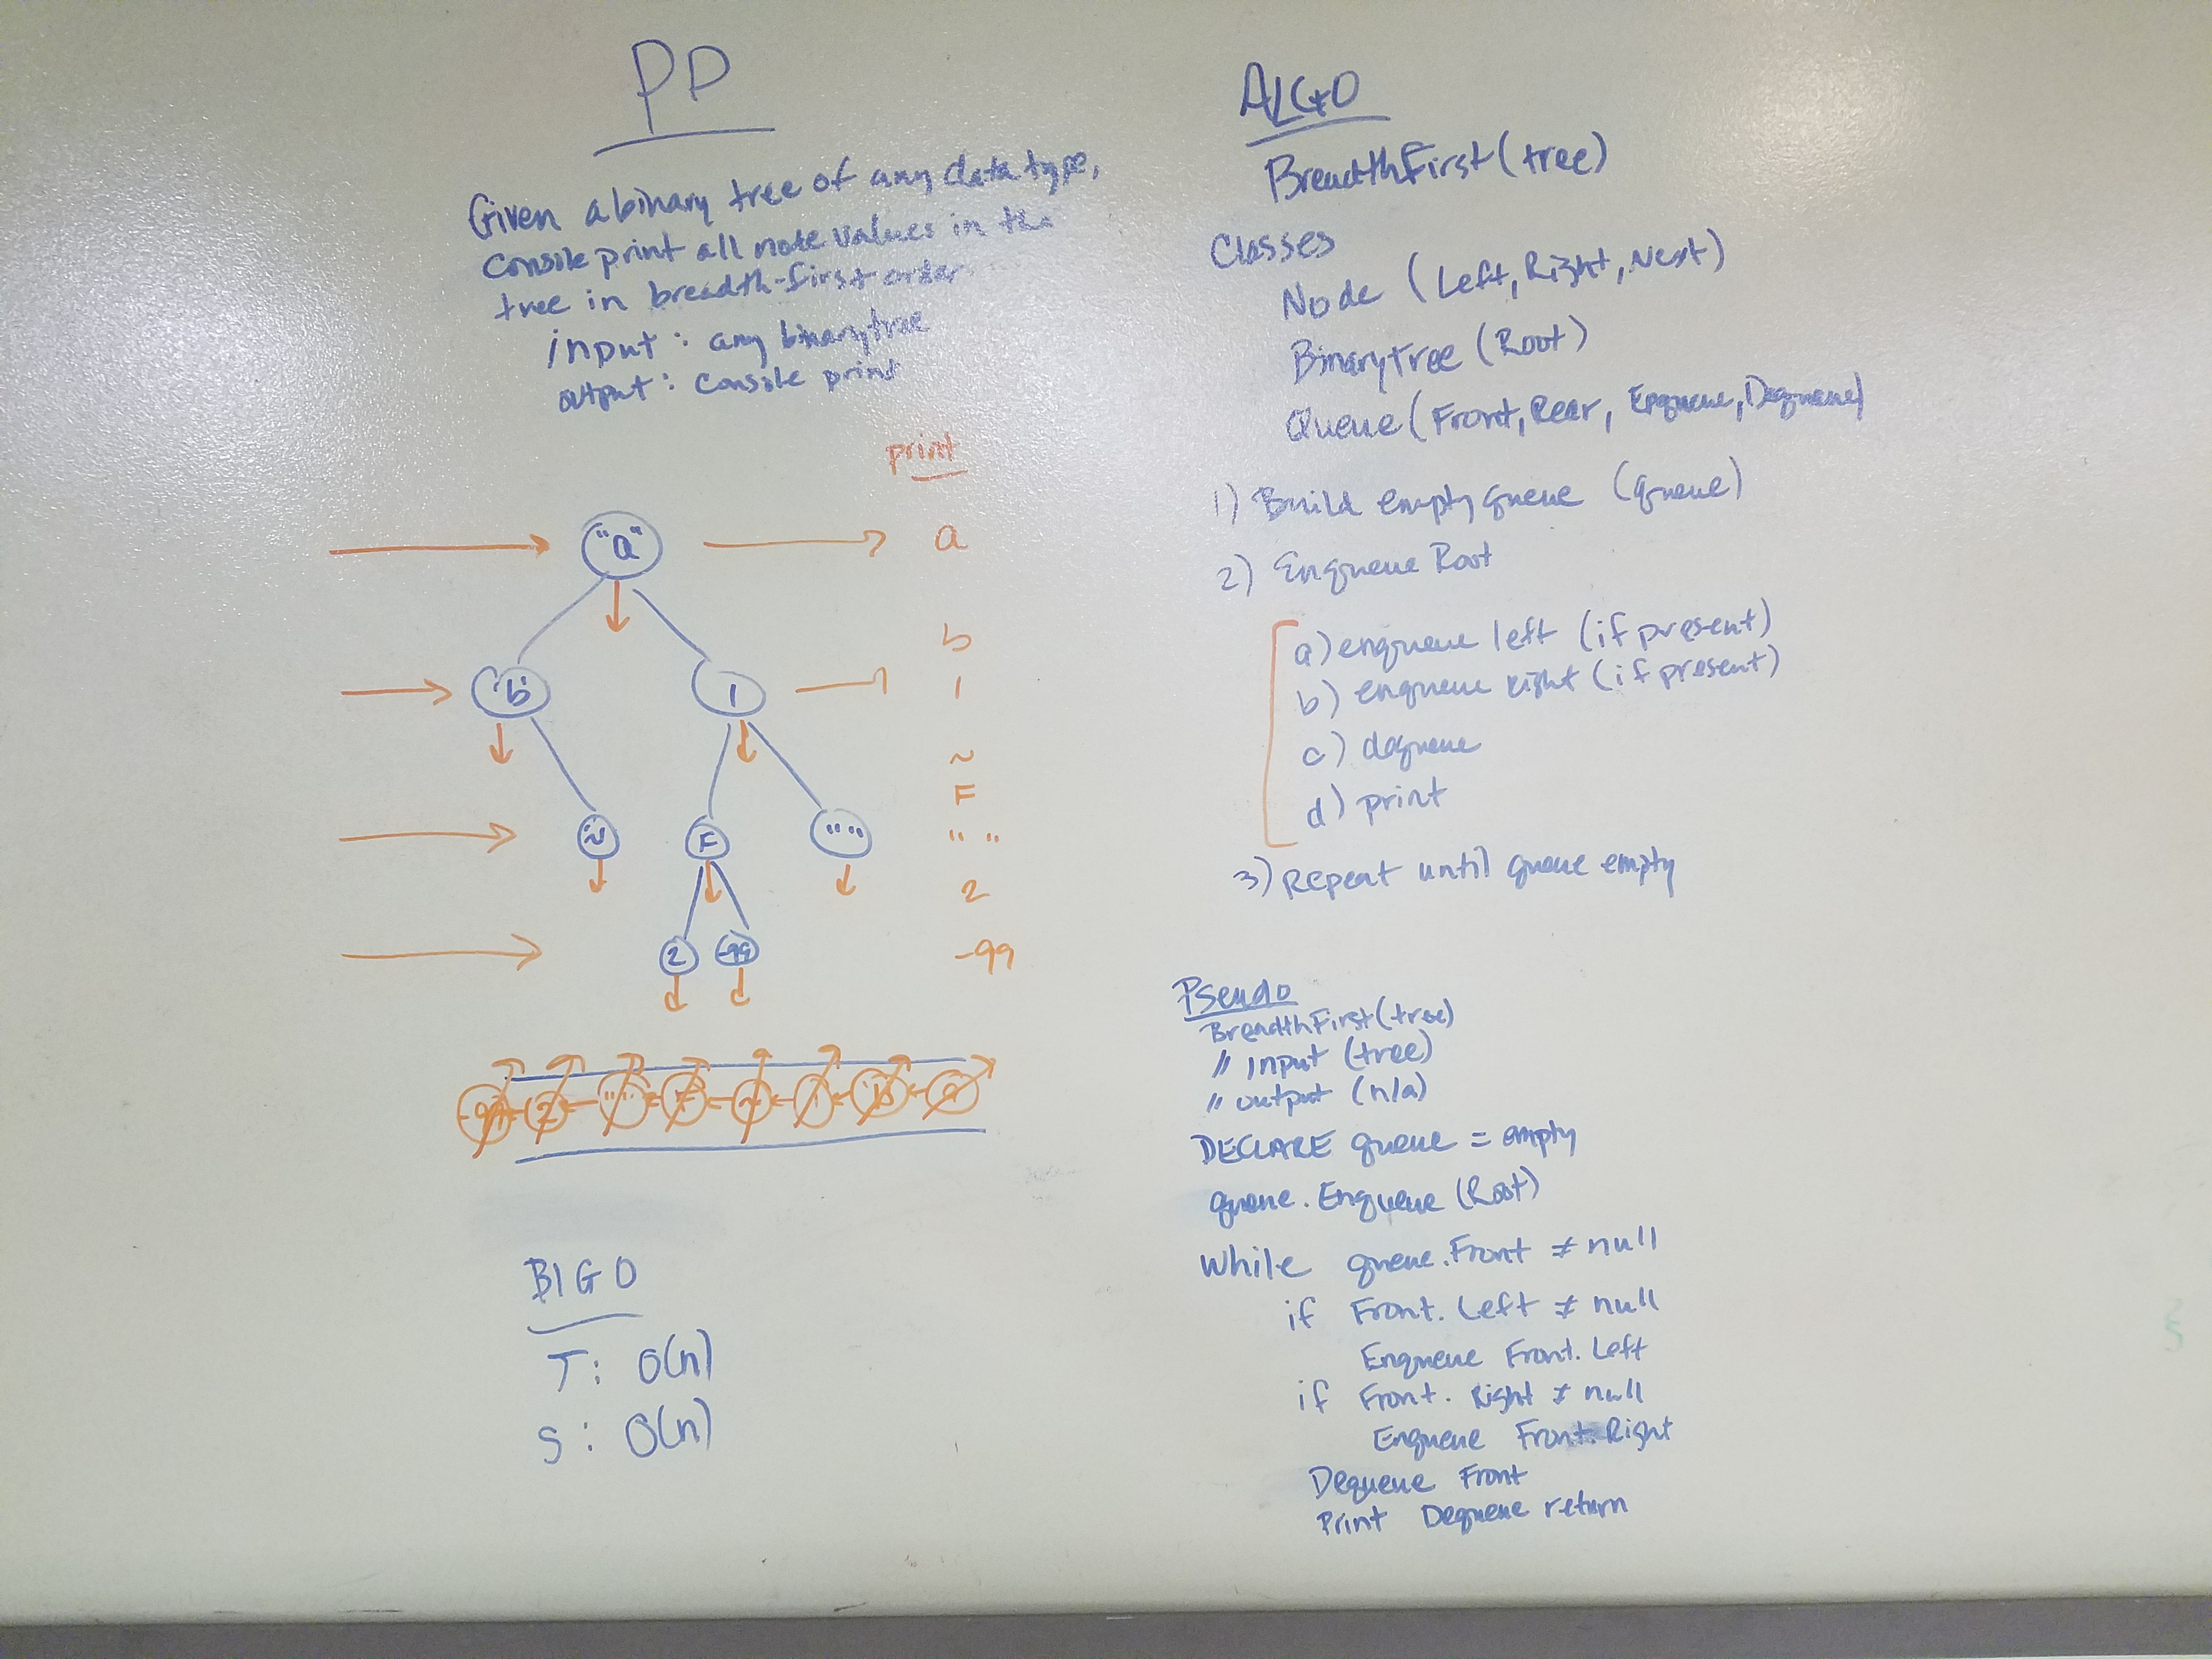 PD
Given a binary tree of any data type,
console print all node values in the
tree in breadth-first order
input: any binary tree
output: console print
print
"a"
a
b
"b"
1
1
~
F
" "
~
F
" "
2
2
-99
-99
-99
2
" "
F
~
1
b
a
BIG O
T: O(n)
S: O(n)
ALGO
BreadthFirst(tree)
Classes
Node (Left, Right, Next)
BinaryTree (Root)
Queue (Front, Rear, Enqueue, Dequeue)
1) Build empty queue (queue)
2) Enqueue Root
a) enqueue left (if present)
b) enqueue right (if present)
c) dequeue
d) print
3) Repeat until queue empty
Pseudo
BreadthFirst(tree)
// Input (tree)
// output (n/a)
DECLARE queue = empty
queue.Enqueue (Root)
While queue.Front ≠ null
if Front.Left ≠ null
Enqueue Front.Left
if Front.Right ≠ null
Enqueue Front.Right
Dequeue Front
Print Dequeue return